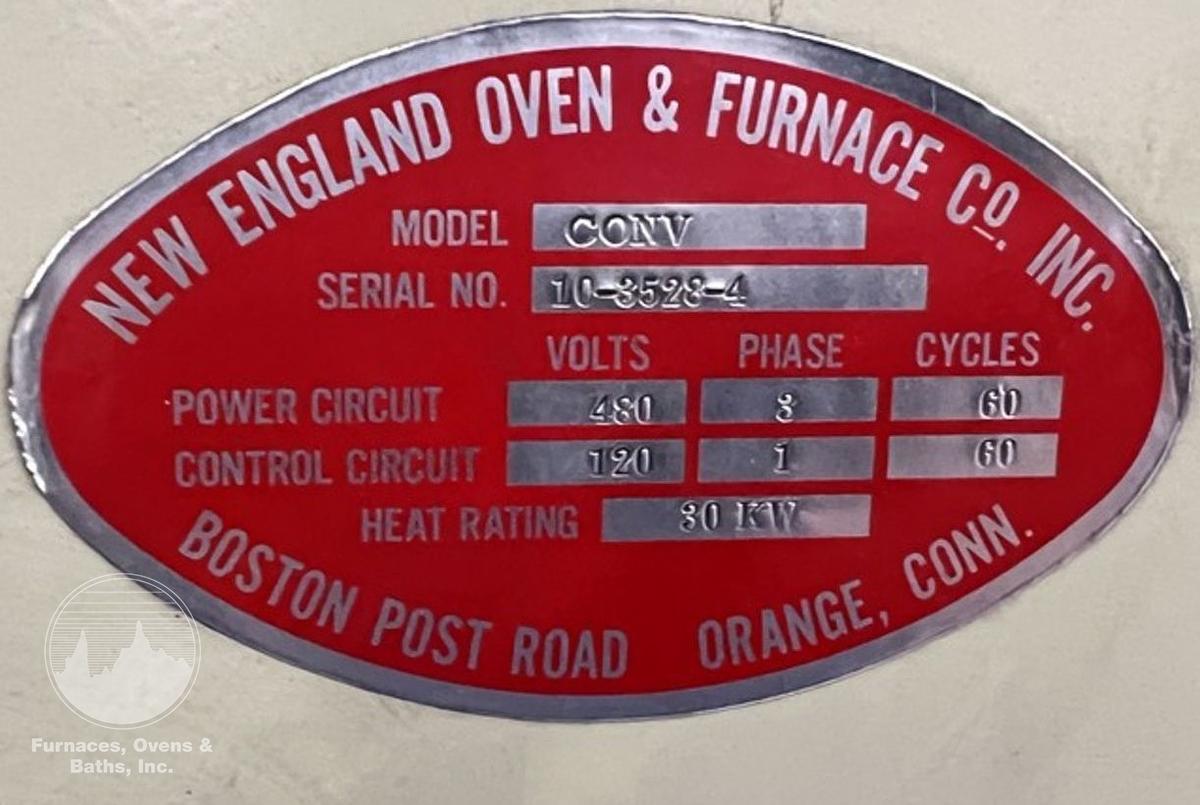 NEW ENGLAND OVEN & FURNACE CO. INC.
MODEL CONV
SERIAL NO. 10-3528-4
VOLTS PHASE CYCLES
POWER CIRCUIT 480 3 60
CONTROL CIRCUIT 120 1 60
HEAT RATING 30 KW
BOSTON POST ROAD ORANGE, CONN.
Furnaces, Ovens &
Baths, Inc.